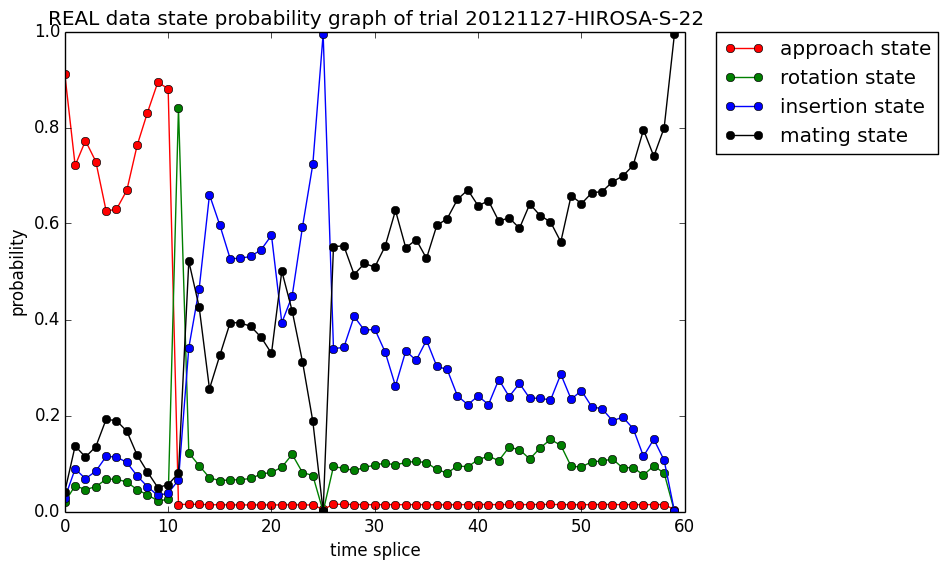 REAL data state probability graph of trial 20121127-HIROSA-S-22
1.0
0.8
0.6
0.4
0.2
0.0
probability
0 10 20 30 40 50 60
time splice
approach state
rotation state
insertion state
mating state